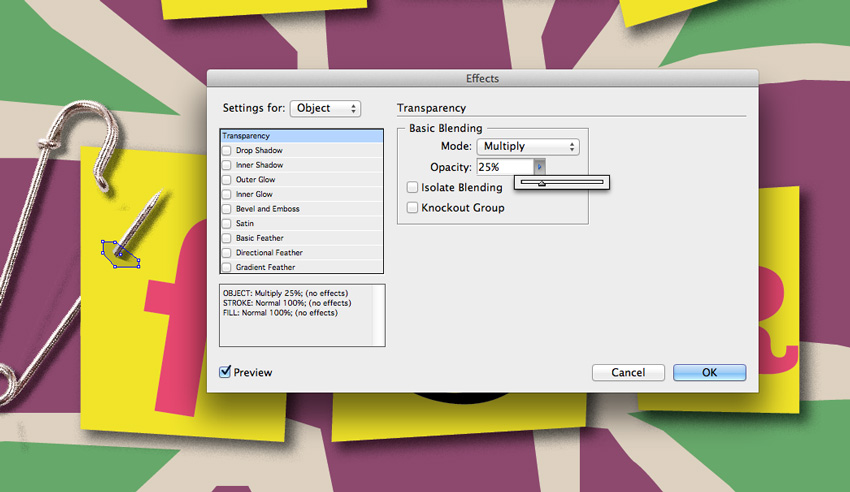 Effects
Settings for: Object
Transparency
Transparency
Drop Shadow
Inner Shadow
Outer Glow
Inner Glow
Bevel and Emboss
Satin
Basic Feather
Directional Feather
Gradient Feather
Basic Blending
Mode: Multiply
Opacity: 25%
Isolate Blending
Knockout Group
OBJECT: Multiply 25%; (no effects)
STROKE: Normal 100%; (no effects)
FILL: Normal 100%; (no effects)
Preview
Cancel
OK
f